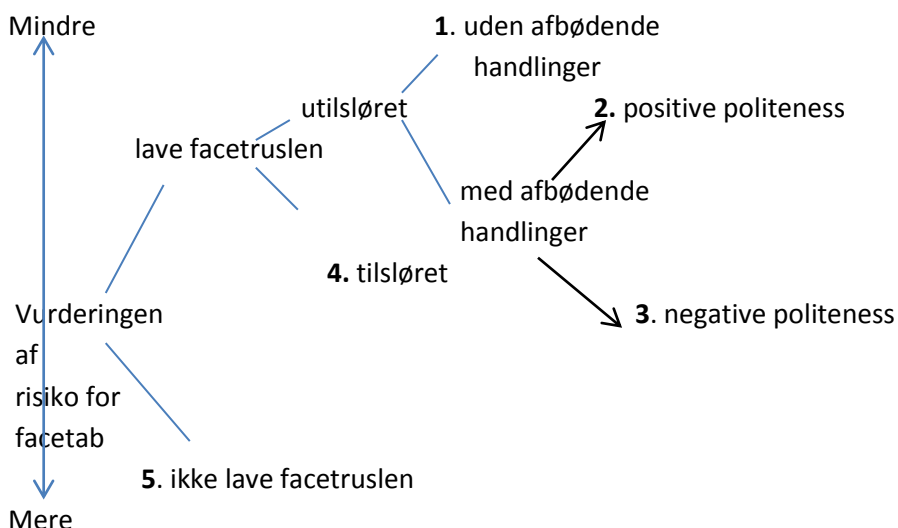 Mindre
1. uden afbødende
handlinger
utilsløret
2. positive politeness
lave facetruslen
med afbødende
handlinger
4. tilsløret
Vurderingen
af
risiko for
facetab
3. negative politeness
5. ikke lave facetruslen
Mere